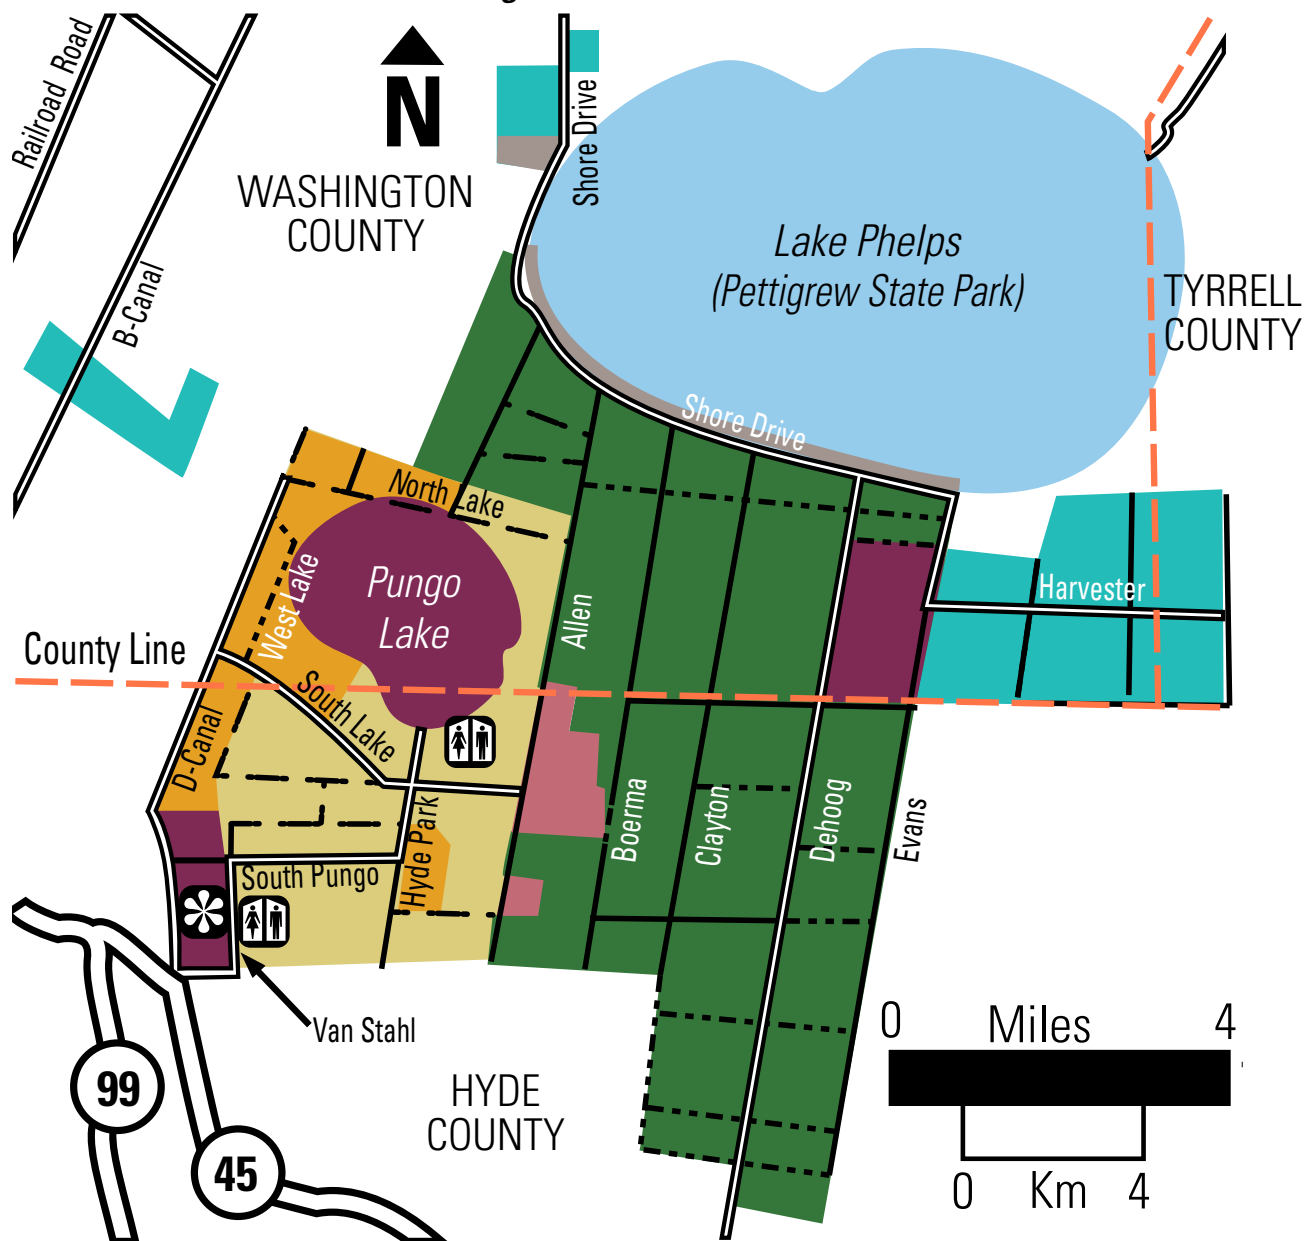 g
Railroad Road
N
Shore Drive
WASHINGTON
COUNTY
Lake Phelps
(Pettigrew State Park)
TYRRELL
COUNTY
B-Canal
Shore Drive
North Lake
West Lake
Pungo
Lake
Allen
Harvester
County Line
South Lake
D-Canal
Hyde Park
Boerma
Clayton
Dehoog
Evans
South Pungo
Van Stahl
99
45
HYDE
COUNTY
0 Miles 4
0 Km 4